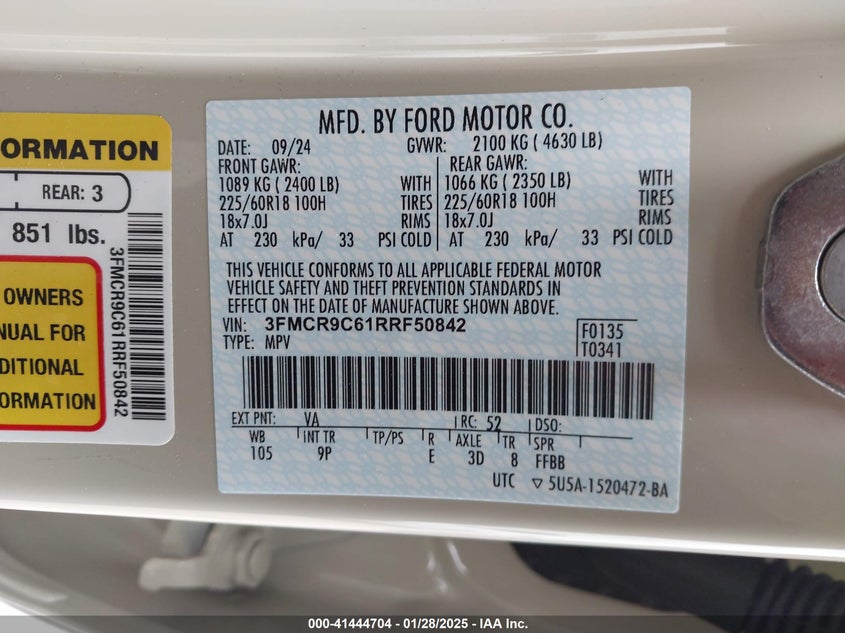 ORMATION
REAR: 3
851 lbs.
OWNERS
NUAL FOR
DITIONAL
ORMATION
3FMCR9C61RRF50842
MFD. BY FORD MOTOR CO.
DATE: 09/24 GVWR: 2100 KG ( 4630 LB)
FRONT GAWR: REAR GAWR:
1089 KG ( 2400 LB) WITH 1066 KG ( 2350 LB) WITH
225/60R18 100H TIRES 225/60R18 100H TIRES
18x7.0J RIMS 18x7.0J RIMS
AT 230 kPa/ 33 PSI COLD AT 230 kPa/ 33 PSI COLD
THIS VEHICLE CONFORMS TO ALL APPLICABLE FEDERAL MOTOR
VEHICLE SAFETY AND THEFT PREVENTION STANDARDS IN
EFFECT ON THE DATE OF MANUFACTURE SHOWN ABOVE.
VIN: 3FMCR9C61RRF50842 F0135
TYPE: MPV T0341
EXT PNT: VA RC: 52 DSO:
WB INT TR TP/PS R AXLE TR SPR
105 9P E 3D 8 FFBB
UTC ▽ 5U5A-1520472-BA
000-41444704 - 01/28/2025 - IAA Inc.